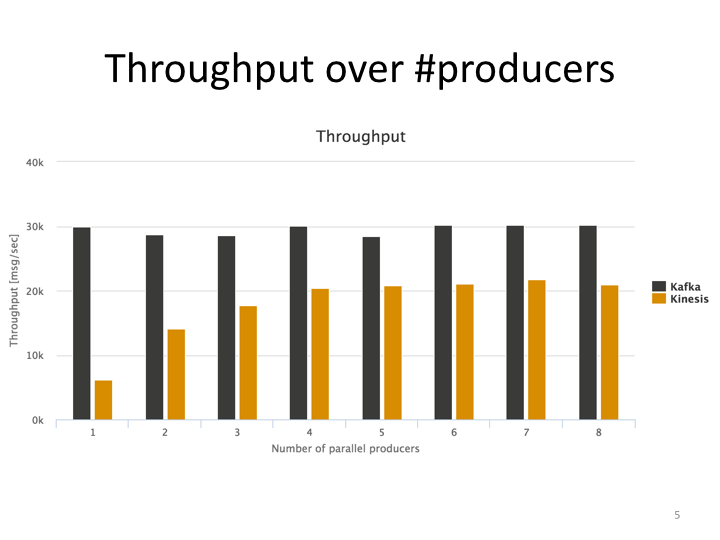 Throughput over #producers
Throughput
40k
30k
20k
10k
0k
Throughput [msg/sec]
1 2 3 4 5 6 7 8
Number of parallel producers
Kafka
Kinesis
5